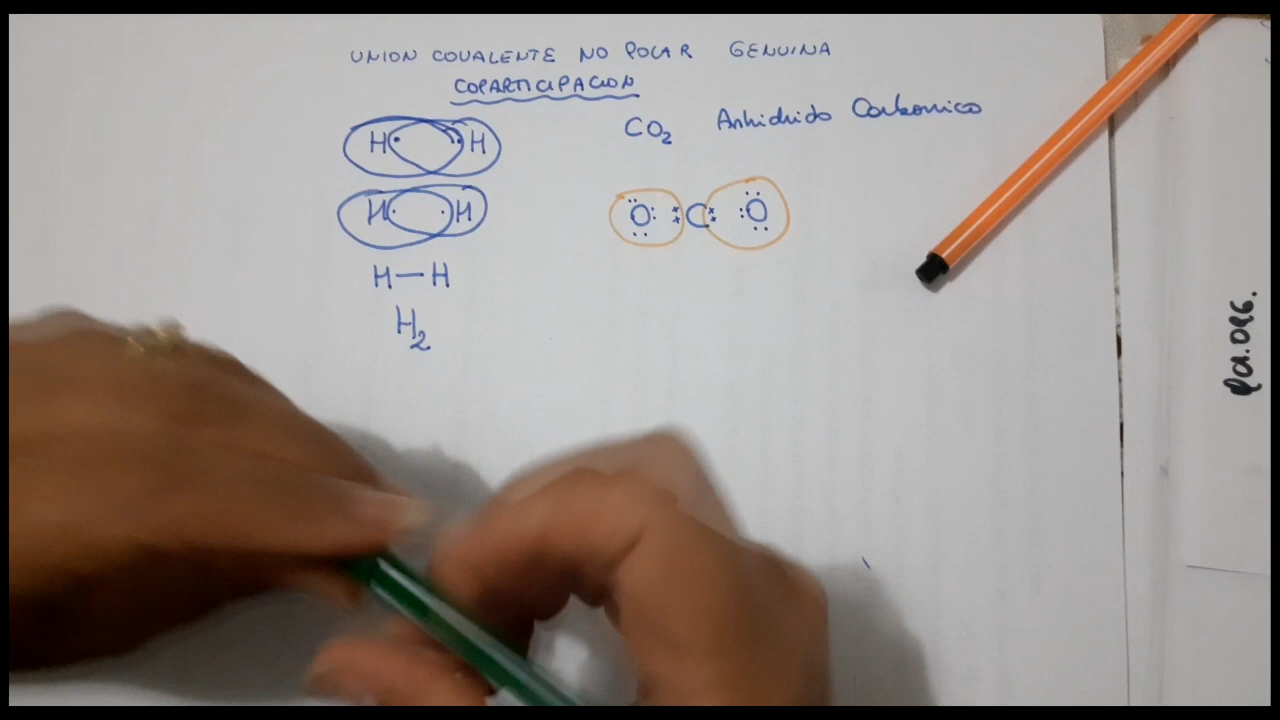 UNION COVALENTE NO POLAR GENUINA
COPARTICIPACION
H H
H H
H—H
H₂
CO₂ Anhidrido Carbonico
O C O